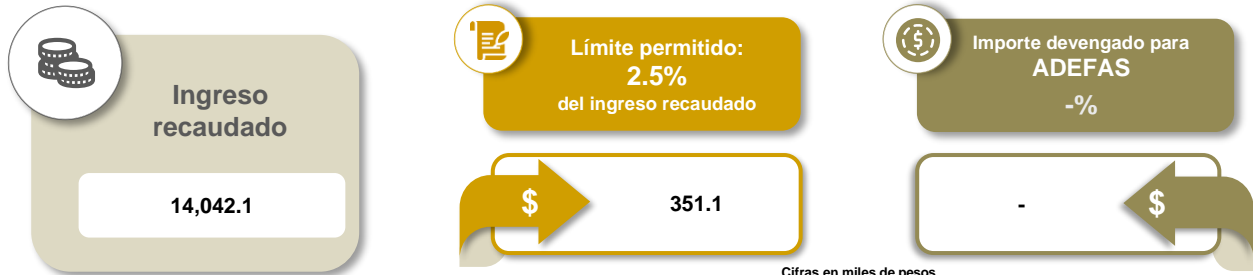 Ingreso
recaudado
14,042.1
Límite permitido:
2.5%
del ingreso recaudado
$
351.1
Importe devengado para
ADEFAS
-%
-
$
Cifras en miles de pesos